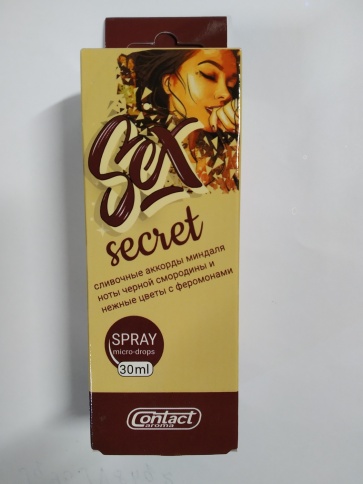 Sex
secret
сливочные аккорды миндаля
ноты черной смородины и
нежные цветы с феромонами
SPRAY
micro-drops
30ml
Contact
aroma